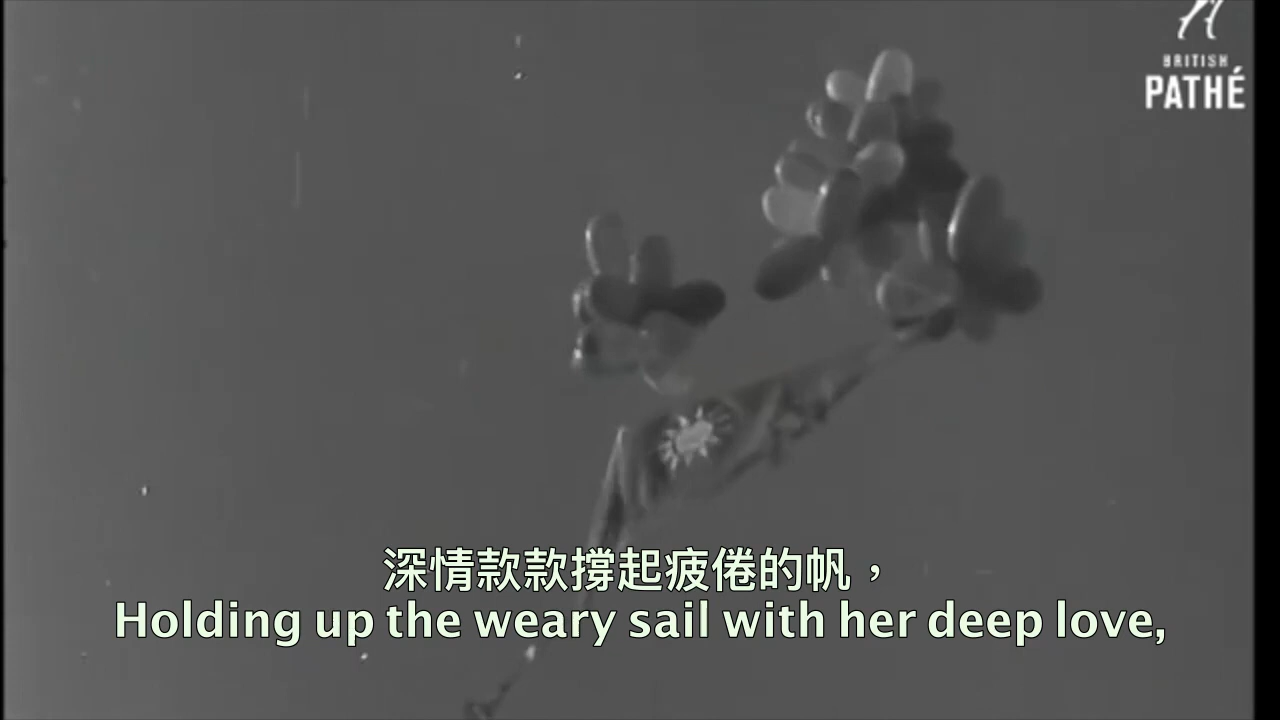 BRITISH
PATHÉ
深情款款撐起疲倦的帆，
Holding up the weary sail with her deep love,